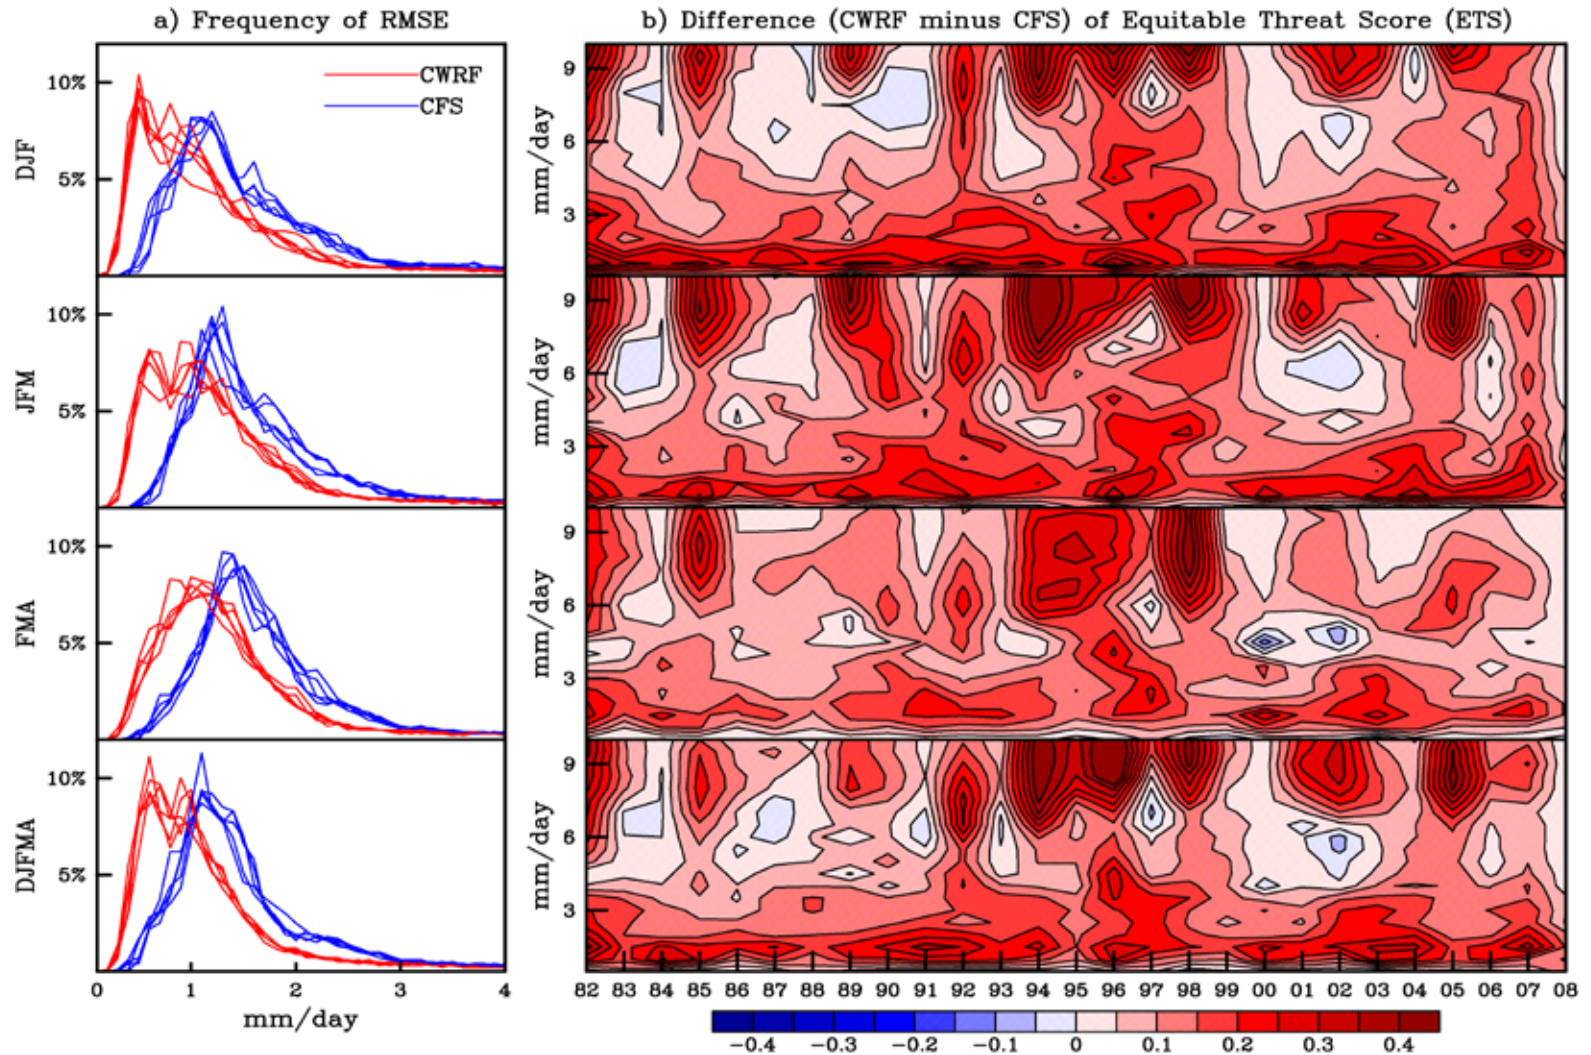 a) Frequency of RMSE
b) Difference (CWRF minus CFS) of Equitable Threat Score (ETS)
CWRF
CFS
DJF
10%
5%
mm/day
9
6
3
JFM
10%
5%
mm/day
9
6
3
FMA
10%
5%
mm/day
9
6
3
DJFMA
10%
5%
mm/day
9
6
3
0 1 2 3 4
mm/day
82 83 84 85 86 87 88 89 90 91 92 93 94 95 96 97 98 99 00 01 02 03 04 05 06 07 08
-0.4 -0.3 -0.2 -0.1 0 0.1 0.2 0.3 0.4